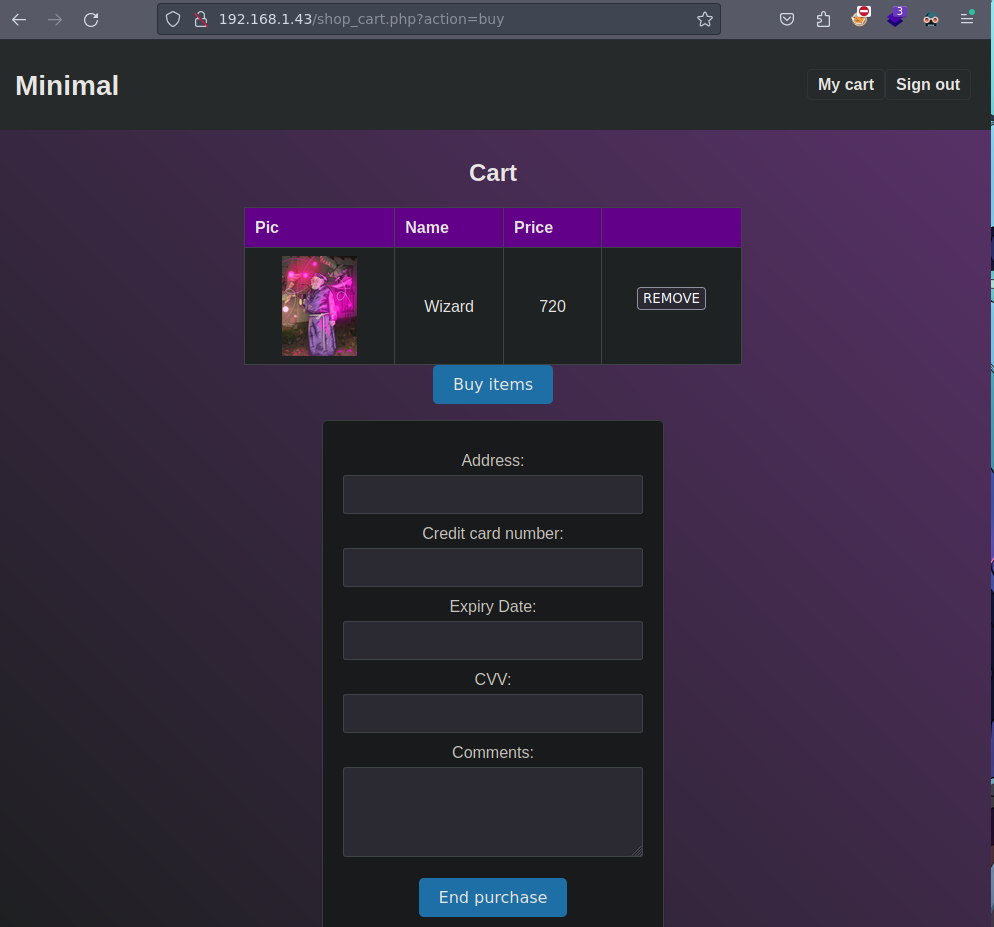 192.168.1.43/shop_cart.php?action=buy
3
Minimal
My cart Sign out
Cart
Pic Name Price
Wizard 720 REMOVE
Buy items
Address:
Credit card number:
Expiry Date:
CVV:
Comments:
End purchase